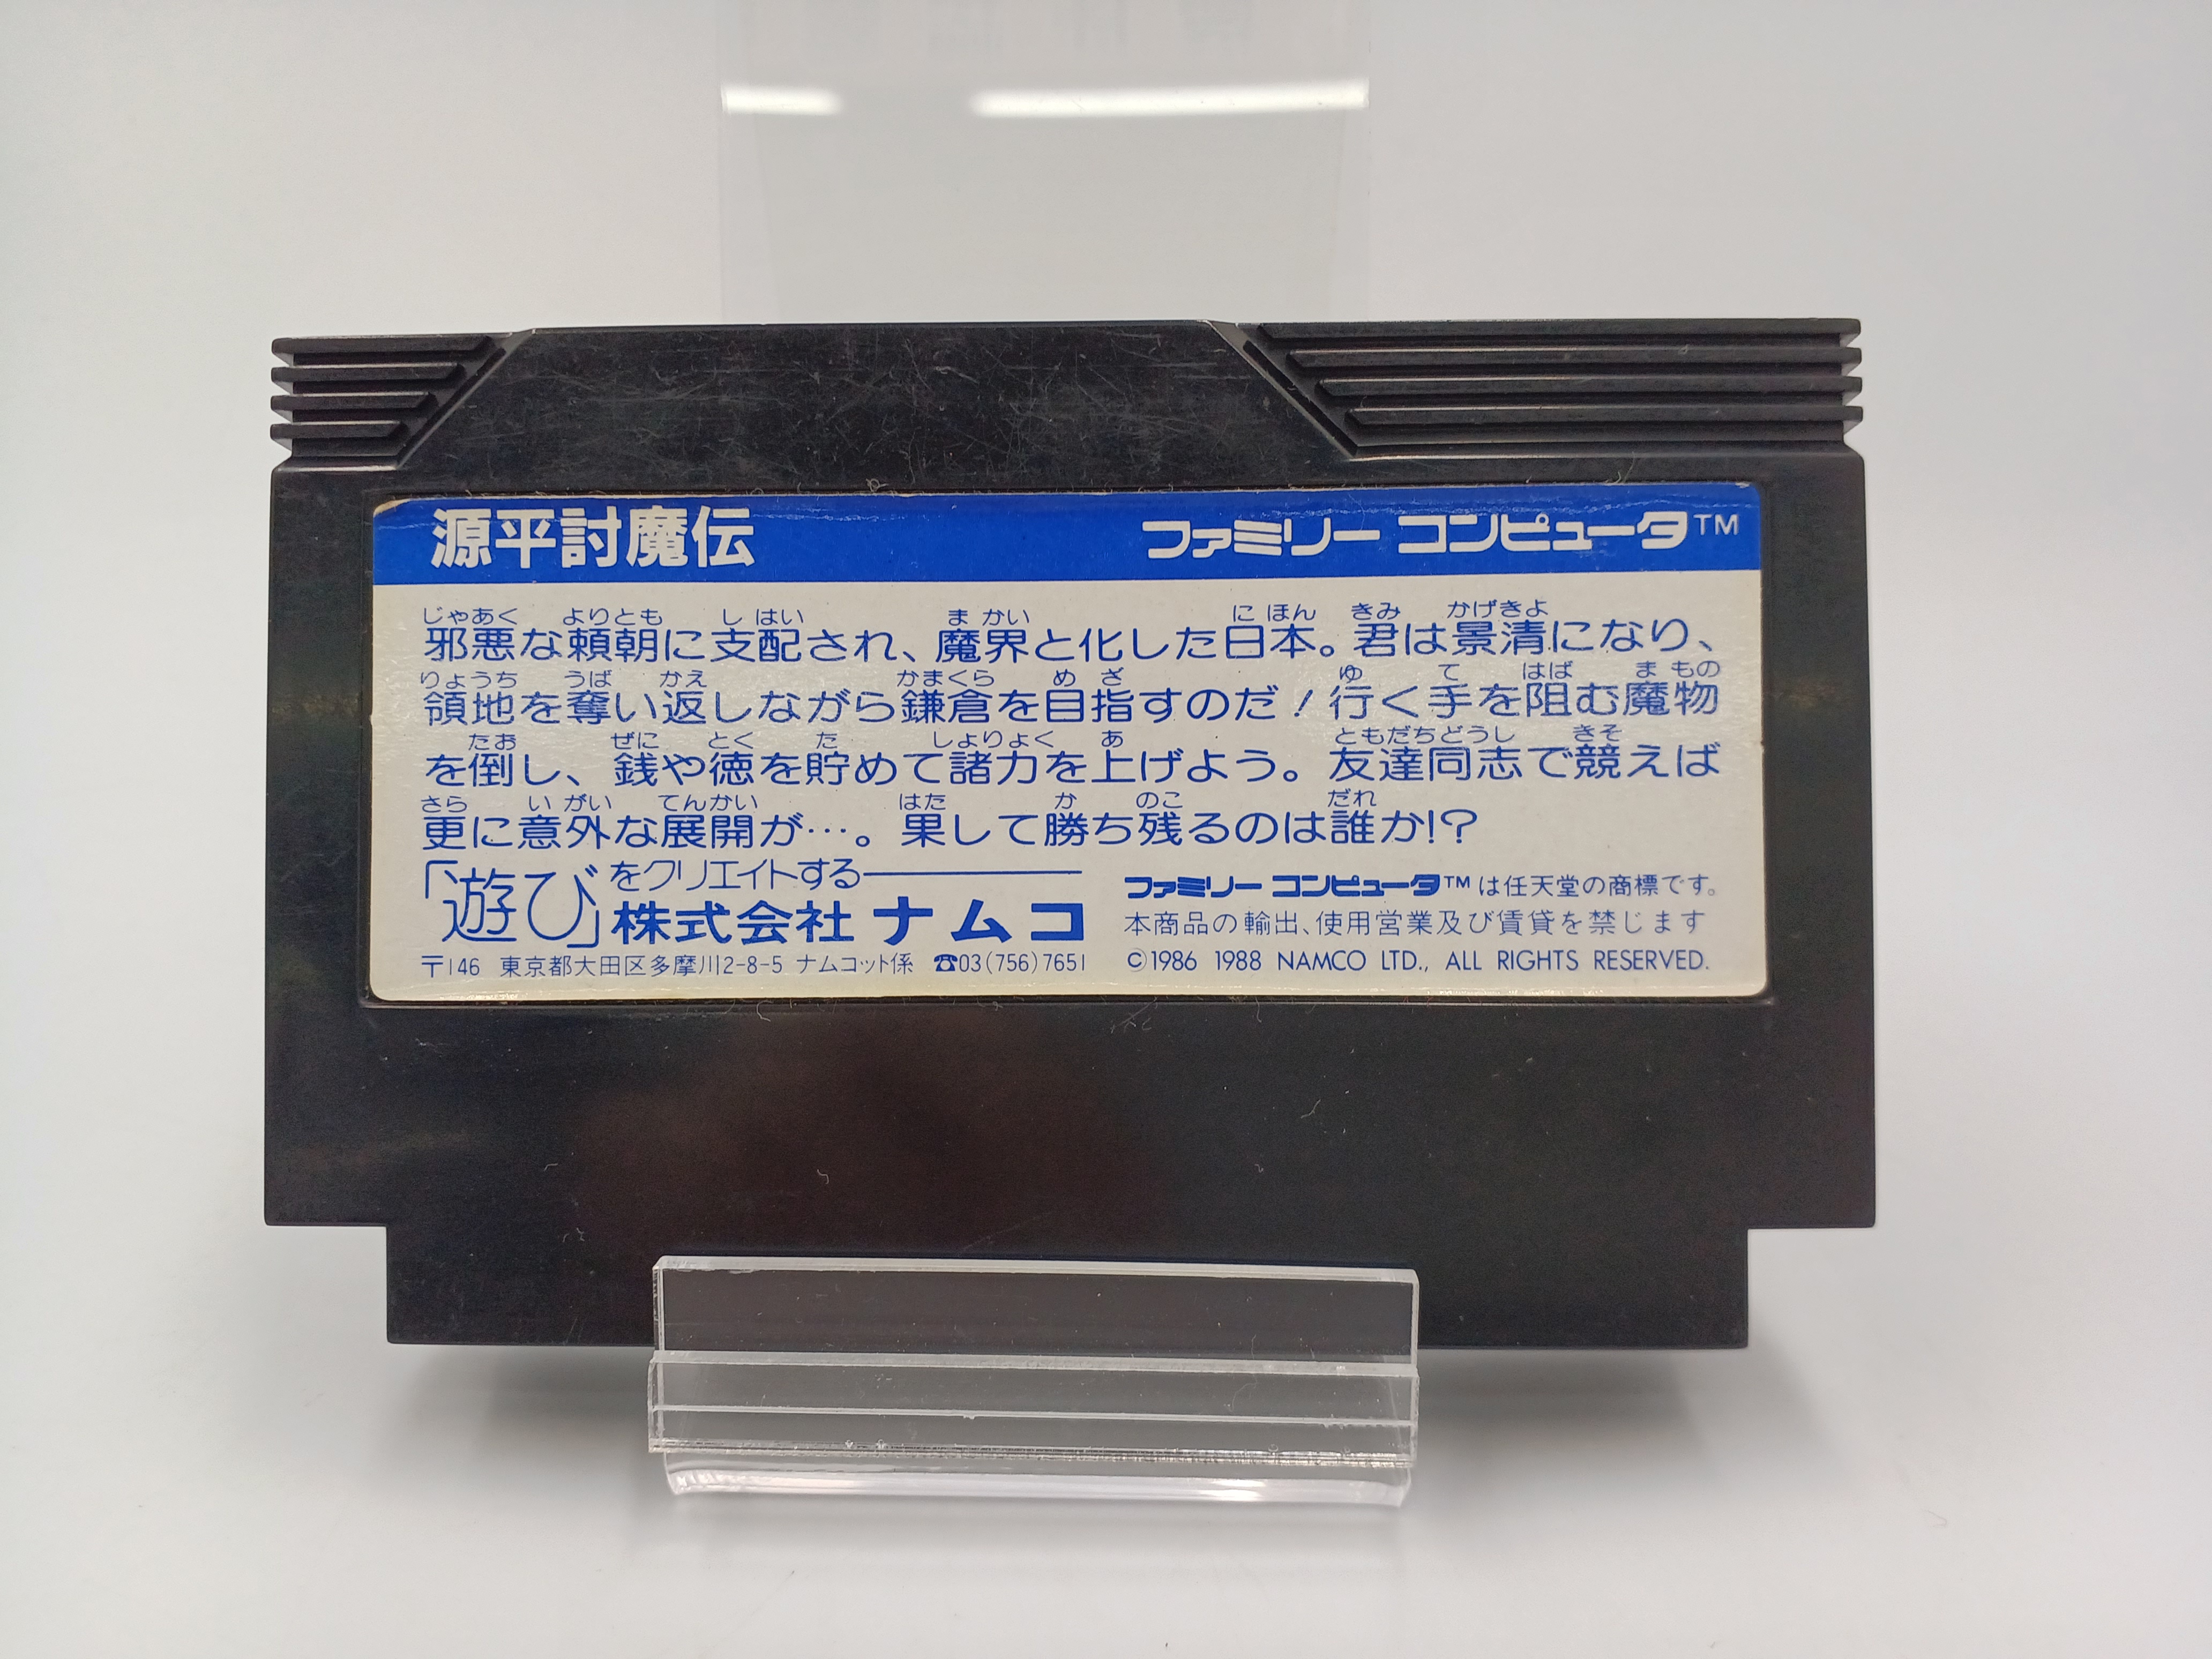 源平討魔伝 ファミリー コンピュータ™
じゃあく よりとも し はい ま かい に ほん きみ かげきよ
邪悪な頼朝に支配され、魔界と化した日本。君は景清になり、
りょうち うば かえ かまくら め ざ ゆ て はば ま もの
領地を奪い返しながら鎌倉を目指すのだ!行く手を阻む魔物
たお ぜに とく た しょりょく あ ともだちどうし きそ
を倒し、銭や徳を貯めて諸力を上げよう。友達同志で競えば
さら い がい てんかい はた か のこ だれ
更に意外な展開が…。果して勝ち残るのは誰か!?
「遊び」をクリエイトする
株式会社 ナムコ
〒146 東京都大田区多摩川2-8-5 ナムコット係 ☎03(756)7651
ファミリー コンピュータ™は任天堂の商標です。
本商品の輸出、使用営業及び賃貸を禁じます
©1986 1988 NAMCO LTD., ALL RIGHTS RESERVED.